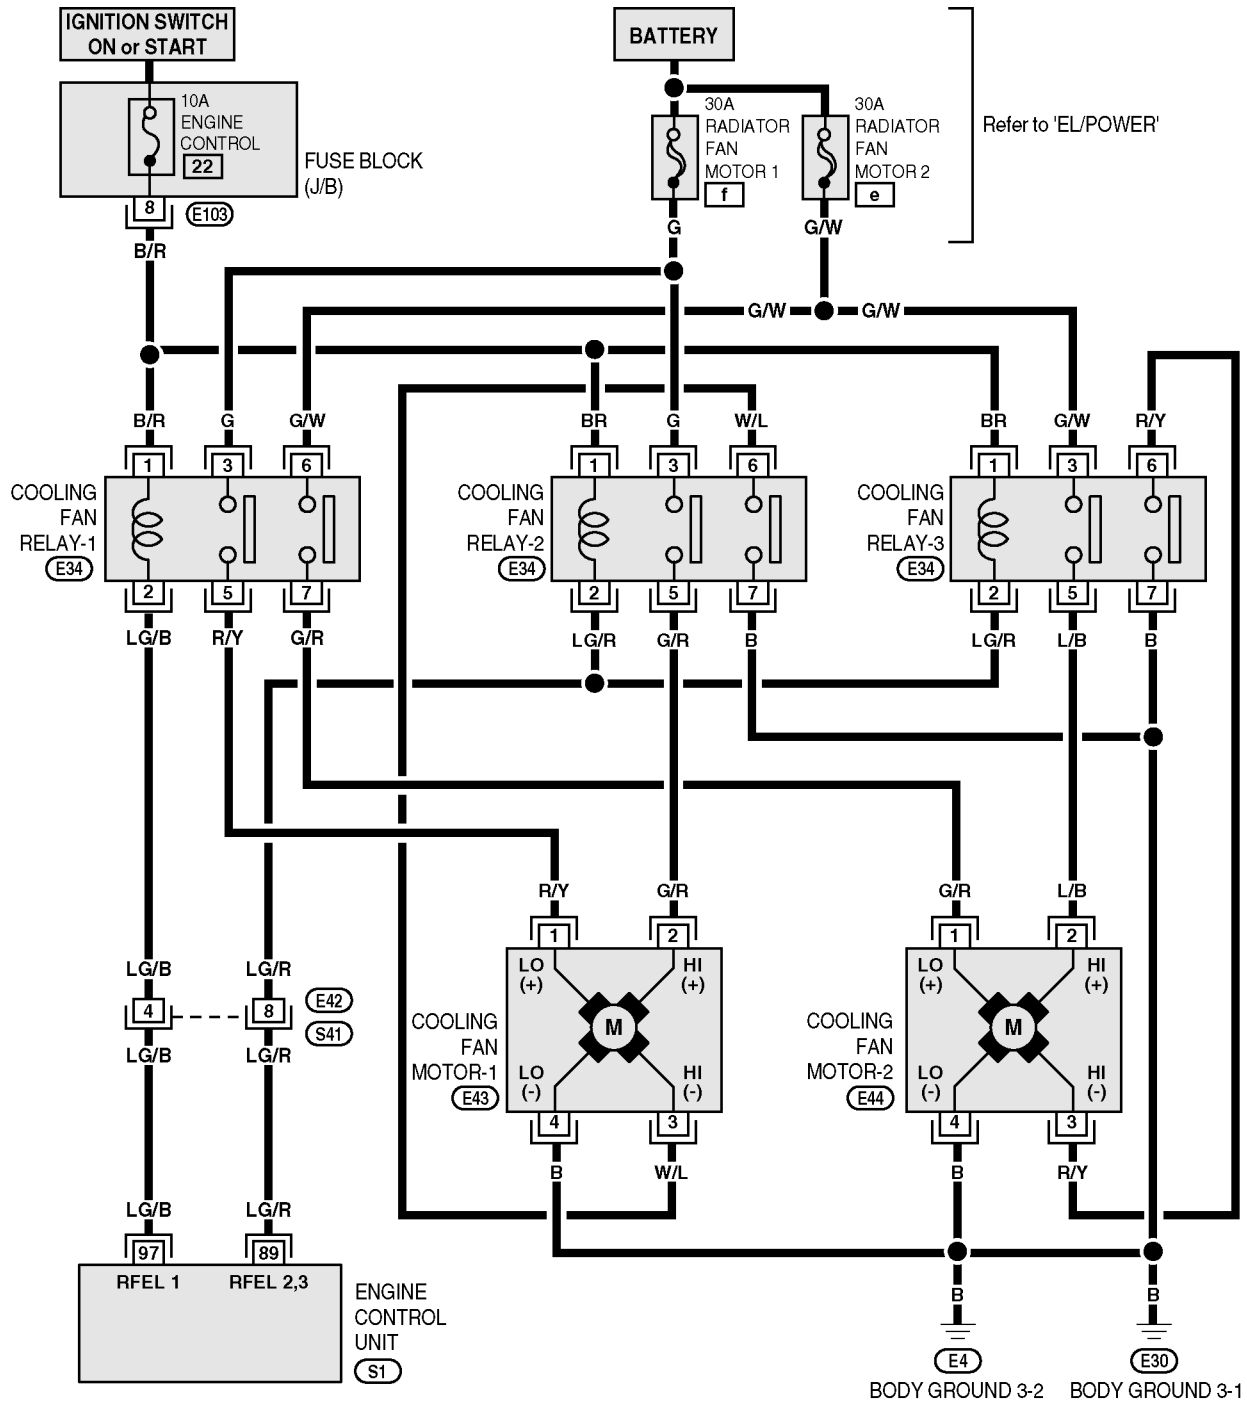 IGNITION SWITCH
ON or START
BATTERY
10A
ENGINE
CONTROL
22
FUSE BLOCK
(J/B)
8
E103
B/R
30A
RADIATOR
FAN
MOTOR 1
f
30A
RADIATOR
FAN
MOTOR 2
e
Refer to 'EL/POWER'
G
G/W
G/W
G/W
B/R
G
G/W
BR
G
W/L
BR
G/W
R/Y
1
3
6
1
3
6
1
3
6
COOLING
FAN
RELAY-1
E34
COOLING
FAN
RELAY-2
E34
COOLING
FAN
RELAY-3
E34
2
5
7
2
5
7
2
5
7
LG/B
R/Y
G/R
LG/R
G/R
B
LG/R
L/B
B
R/Y
G/R
G/R
L/B
1
2
1
2
LO
(+)
HI
(+)
LO
(+)
HI
(+)
LG/B
LG/R
4
8
E42
S41
LG/B
LG/R
COOLING
FAN
MOTOR-1
E43
M
LO
(-)
HI
(-)
COOLING
FAN
MOTOR-2
E44
M
LO
(-)
HI
(-)
4
3
4
3
B
W/L
B
R/Y
LG/B
LG/R
97
89
RFEL 1
RFEL 2,3
ENGINE
CONTROL
UNIT
S1
B
B
E4
E30
BODY GROUND 3-2
BODY GROUND 3-1